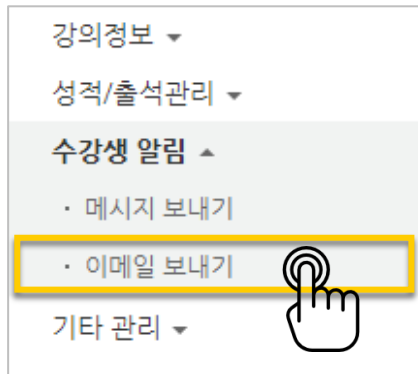 강의정보 ▾
성적/출석관리 ▾
수강생 알림 ▴
· 메시지 보내기
· 이메일 보내기
기타 관리 ▾